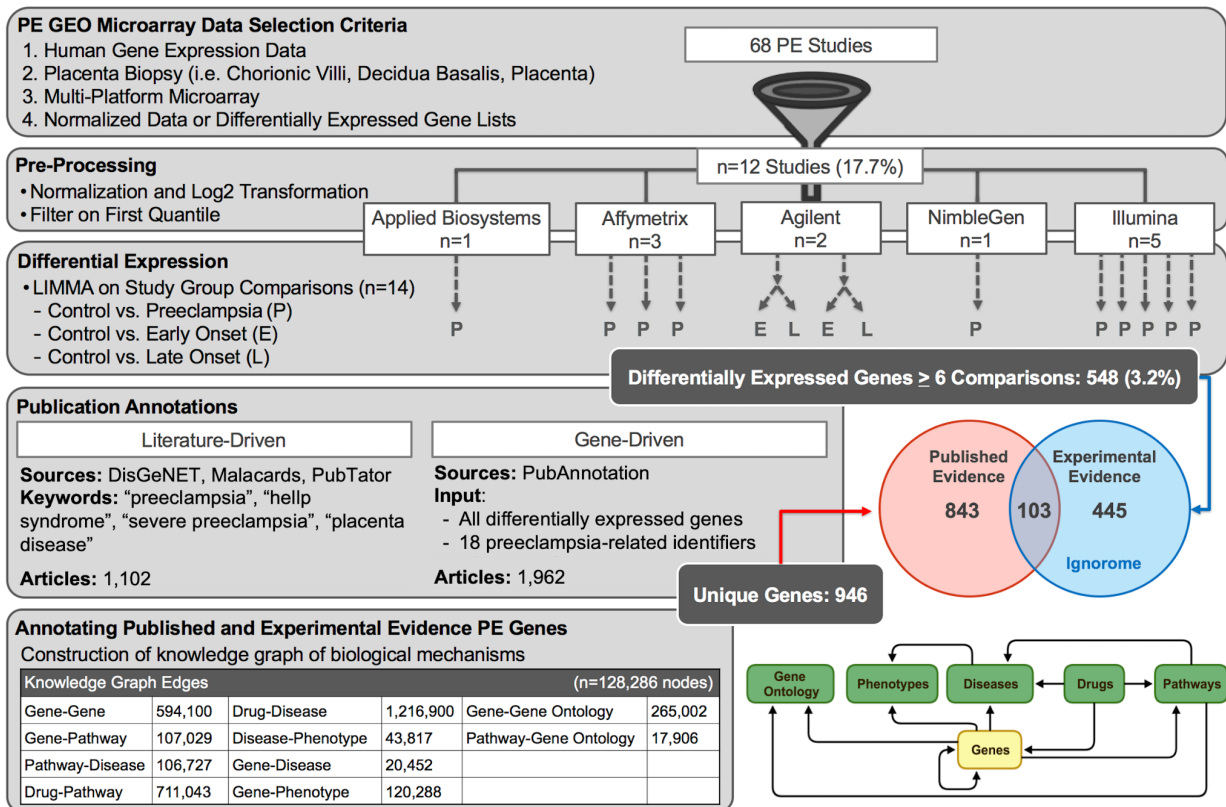 PE GEO Microarray Data Selection Criteria
1. Human Gene Expression Data
2. Placenta Biopsy (i.e. Chorionic Villi, Decidua Basalis, Placenta)
3. Multi-Platform Microarray
4. Normalized Data or Differentially Expressed Gene Lists
68 PE Studies
Pre-Processing
• Normalization and Log2 Transformation
• Filter on First Quantile
n=12 Studies (17.7%)
Applied Biosystems
n=1
Affymetrix
n=3
Agilent
n=2
NimbleGen
n=1
Illumina
n=5
Differential Expression
• LIMMA on Study Group Comparisons (n=14)
- Control vs. Preeclampsia (P)
- Control vs. Early Onset (E)
- Control vs. Late Onset (L)
P P P P E L E L P P P P P P
Differentially Expressed Genes ≥ 6 Comparisons: 548 (3.2%)
Publication Annotations
Literature-Driven
Sources: DisGeNET, Malacards, PubTator
Keywords: “preeclampsia”, “hellp
syndrome”, “severe preeclampsia”, “placenta
disease”
Articles: 1,102
Gene-Driven
Sources: PubAnnotation
Input:
- All differentially expressed genes
- 18 preeclampsia-related identifiers
Articles: 1,962
Published
Evidence
843
103
Experimental
Evidence
445
Ignorome
Unique Genes: 946
Annotating Published and Experimental Evidence PE Genes
Construction of knowledge graph of biological mechanisms
Knowledge Graph Edges (n=128,286 nodes)
Gene-Gene 594,100 Drug-Disease 1,216,900 Gene-Gene Ontology 265,002
Gene-Pathway 107,029 Disease-Phenotype 43,817 Pathway-Gene Ontology 17,906
Pathway-Disease 106,727 Gene-Disease 20,452
Drug-Pathway 711,043 Gene-Phenotype 120,288
Gene
Ontology
Phenotypes
Diseases
Drugs
Pathways
Genes